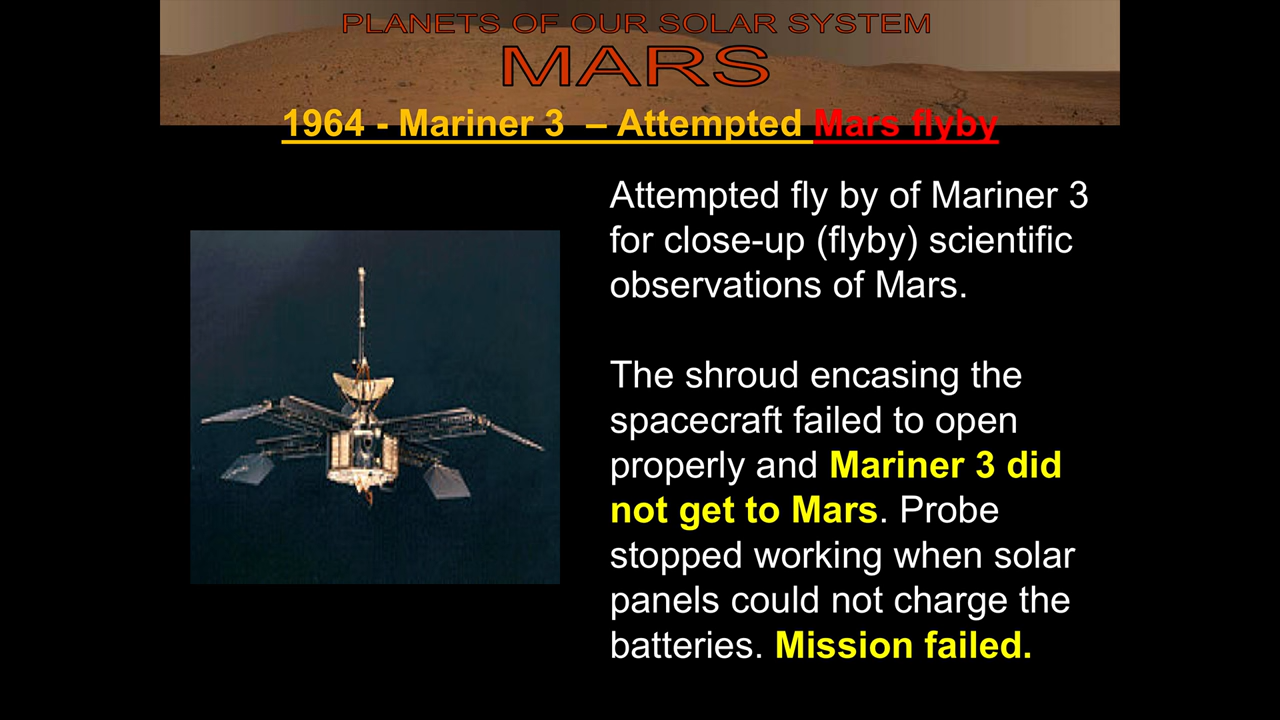 PLANETS OF OUR SOLAR SYSTEM
MARS
1964 - Mariner 3 – Attempted Mars flyby
Attempted fly by of Mariner 3
for close-up (flyby) scientific
observations of Mars.
The shroud encasing the
spacecraft failed to open
properly and Mariner 3 did
not get to Mars. Probe
stopped working when solar
panels could not charge the
batteries. Mission failed.